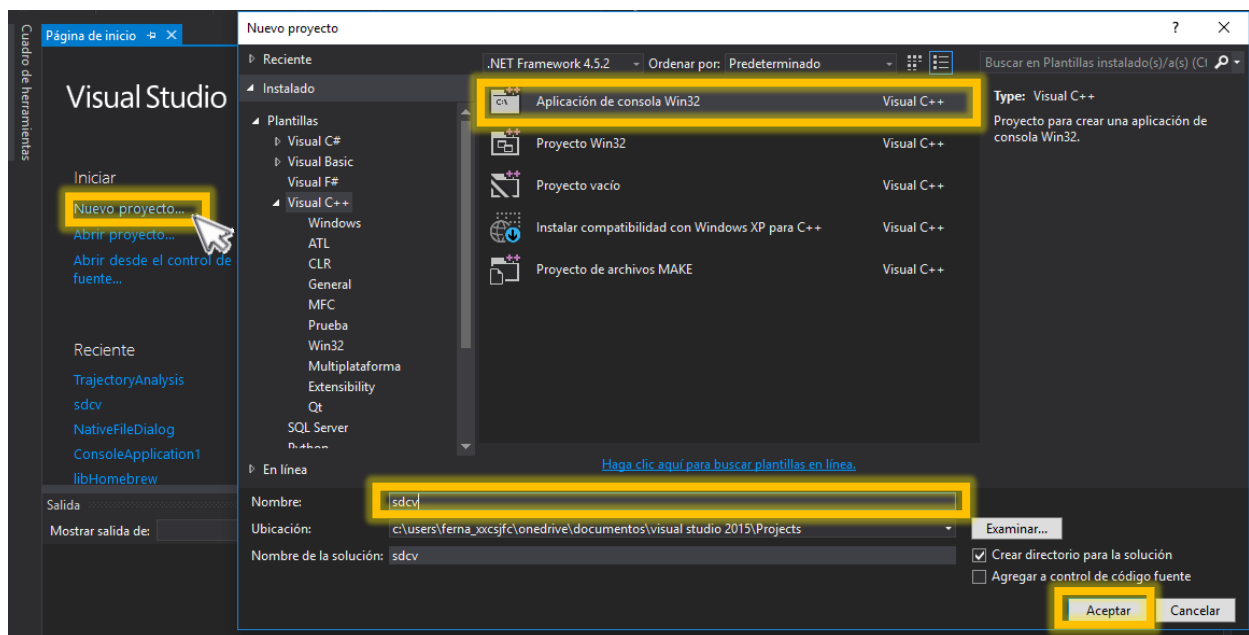 Cuadro de herramientas
Página de inicio
Visual Studio
Iniciar
Nuevo proyecto...
Abrir proyecto...
Abrir desde el control de
fuente...
Reciente
TrajectoryAnalysis
sdcv
NativeFileDialog
ConsoleApplication1
libHomebrew
Salida
Mostrar salida de:
Nuevo proyecto
?
Reciente
.NET Framework 4.5.2
Ordenar por: Predeterminado
Buscar en Plantillas instalado(s)/a(s) (Ct
Instalado
Plantillas
Visual C#
Visual Basic
Visual F#
Visual C++
Windows
ATL
CLR
General
MFC
Prueba
Win32
Multiplataforma
Extensibility
Qt
SQL Server
Python
En línea
Aplicación de consola Win32 Visual C++
Proyecto Win32 Visual C++
Proyecto vacío Visual C++
Instalar compatibilidad con Windows XP para C++ Visual C++
Proyecto de archivos MAKE Visual C++
Haga clic aquí para buscar plantillas en línea.
Type: Visual C++
Proyecto para crear una aplicación de
consola Win32.
Nombre: sdcv
Ubicación: c:\users\ferna_xxcsjfc\onedrive\documentos\visual studio 2015\Projects
Examinar...
Nombre de la solución: sdcv
Crear directorio para la solución
Agregar a control de código fuente
Aceptar
Cancelar